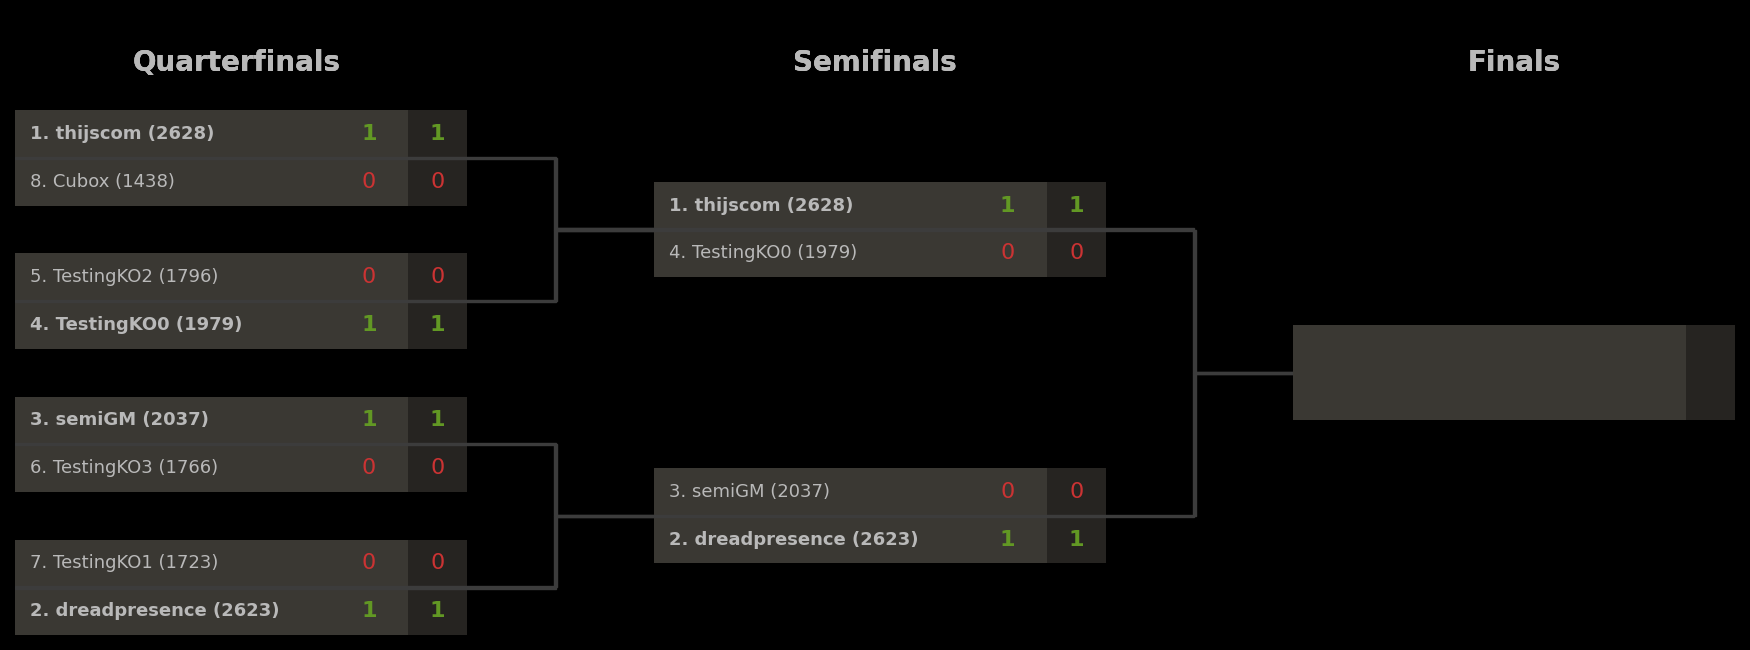 Quarterfinals
Semifinals
Finals
1. thijscom (2628) 1 1
8. Cubox (1438) 0 0
5. TestingKO2 (1796) 0 0
4. TestingKO0 (1979) 1 1
3. semiGM (2037) 1 1
6. TestingKO3 (1766) 0 0
7. TestingKO1 (1723) 0 0
2. dreadpresence (2623) 1 1
1. thijscom (2628) 1 1
4. TestingKO0 (1979) 0 0
3. semiGM (2037) 0 0
2. dreadpresence (2623) 1 1